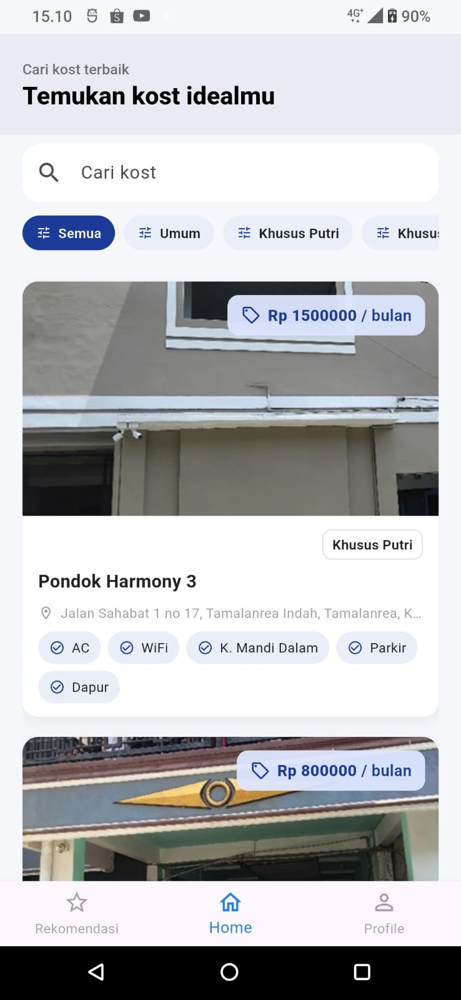 15.10
4G+
90%
Cari kost terbaik
Temukan kost idealmu
Cari kost
Semua
Umum
Khusus Putri
Khusu
Rp 1500000 / bulan
Khusus Putri
Pondok Harmony 3
Jalan Sahabat 1 no 17, Tamalanrea Indah, Tamalanrea, K...
AC
WiFi
K. Mandi Dalam
Parkir
Dapur
Rp 800000 / bulan
Rekomendasi
Home
Profile